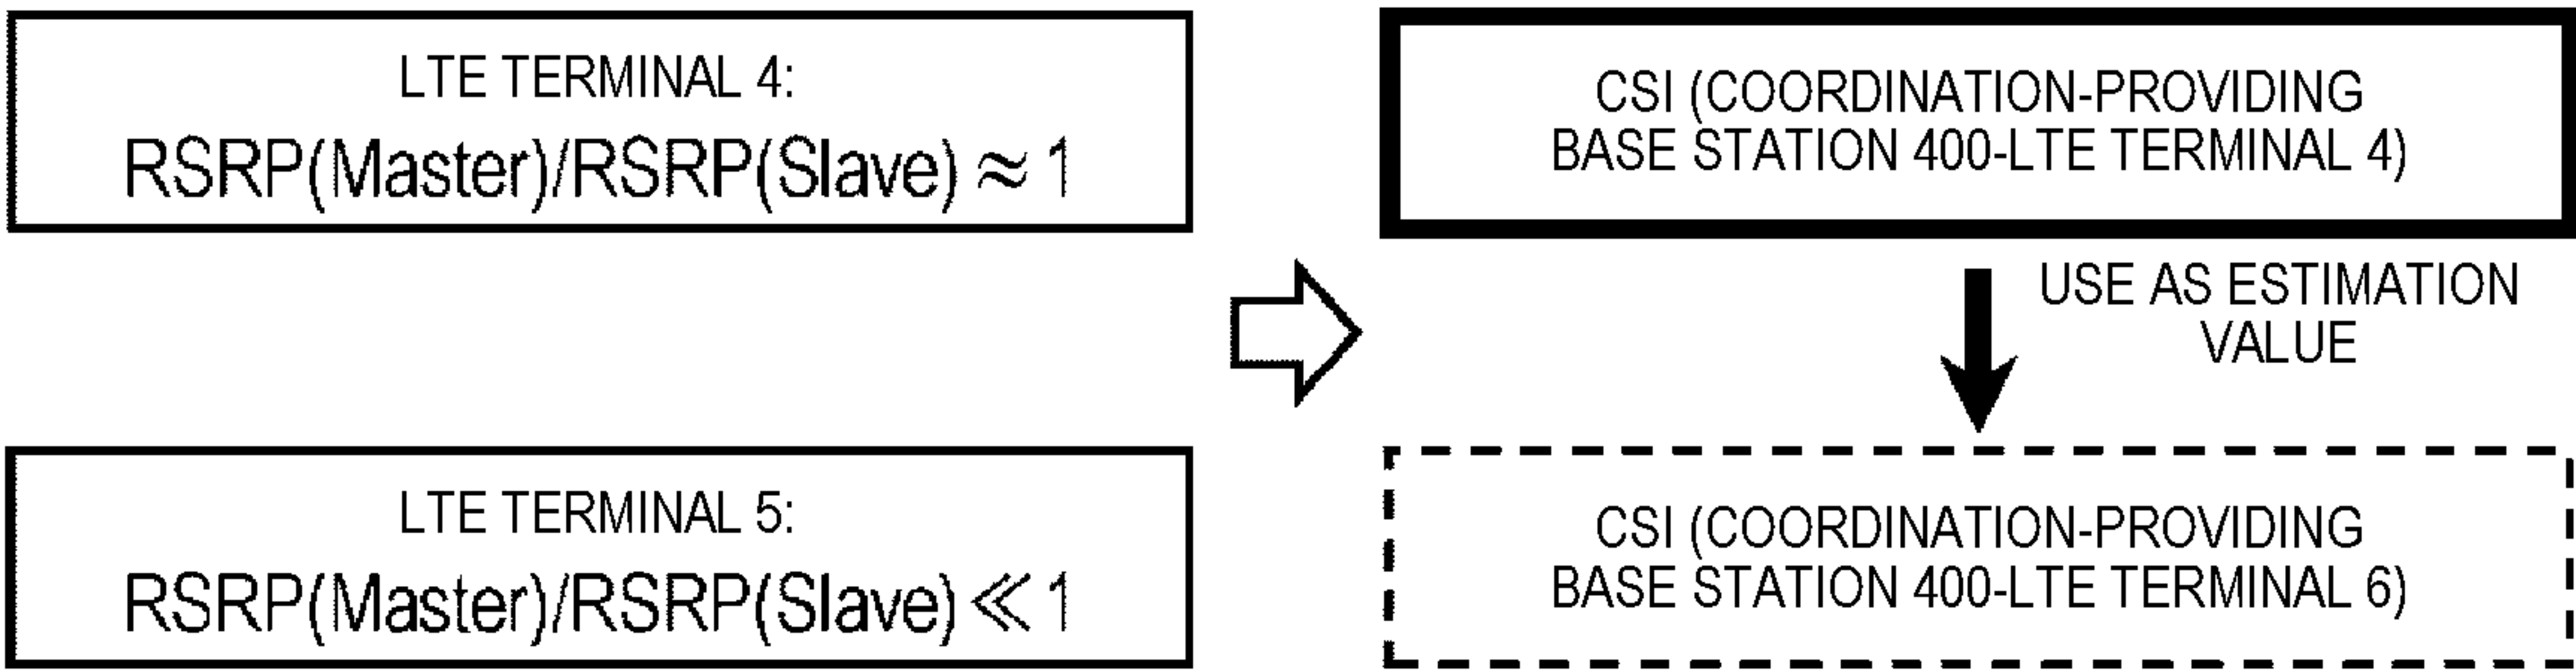 LTE TERMINAL 4:
RSRP(Master)/RSRP(Slave) ≈ 1
CSI (COORDINATION-PROVIDING
BASE STATION 400-LTE TERMINAL 4)
USE AS ESTIMATION
VALUE
LTE TERMINAL 5:
RSRP(Master)/RSRP(Slave) ≪ 1
CSI (COORDINATION-PROVIDING
BASE STATION 400-LTE TERMINAL 6)